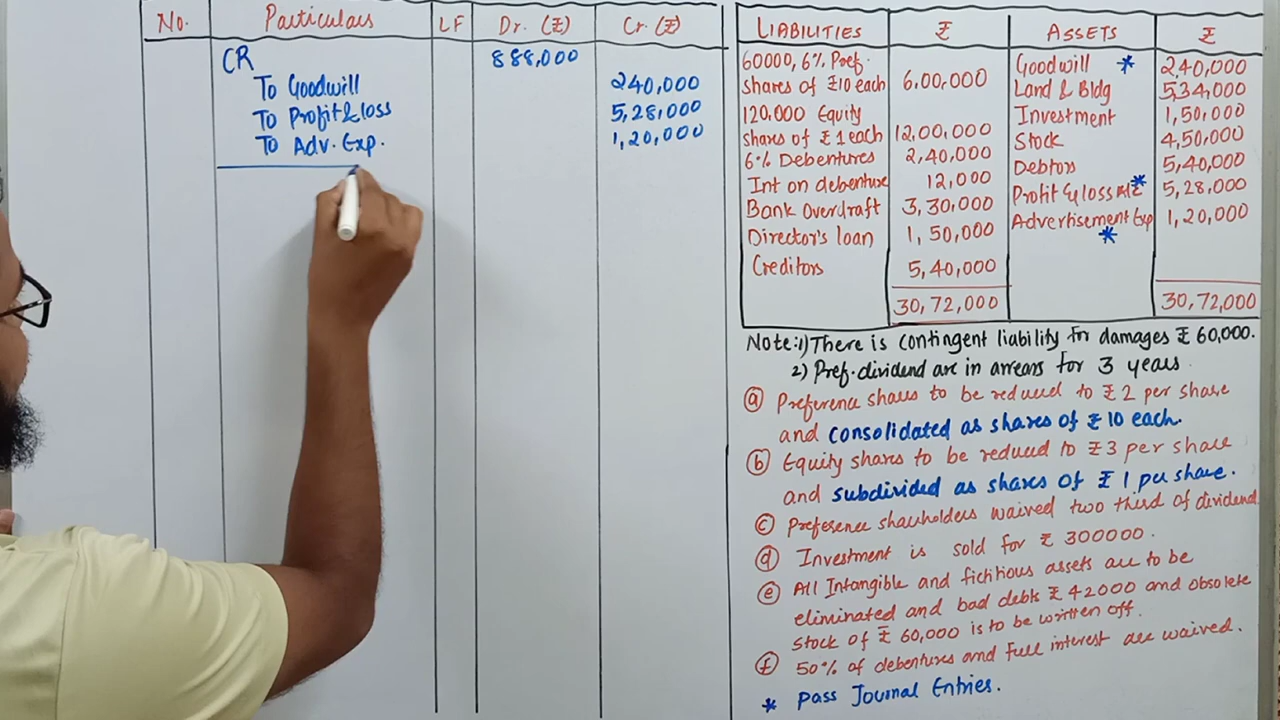 No. Particulars LF Dr. (₹) Cr. (₹)
CR 888,000
To Goodwill 240,000
To Profit & loss 5,28,000
To Adv. Exp. 1,20,000
LIABILITIES ₹ ASSETS ₹
60000, 6% Pref. Goodwill * 2,40,000
shares of ₹10 each 6,00,000 Land & Bldg 5,34,000
120,000 Equity Investment 1,50,000
shares of ₹ 1 each 12,00,000 Stock 4,50,000
6% Debentures 2,40,000 Debtors 5,40,000
Int on debenture 12,000 Profit & loss A/c * 5,28,000
Bank Overdraft 3,30,000 Advertisement Exp * 1,20,000
Director's loan 1,50,000
Creditors 5,40,000
30,72,000 30,72,000
Note: 1) There is contingent liability for damages ₹ 60,000.
2) Pref. dividend are in arrears for 3 years.
(a) Preference shares to be reduced to ₹ 2 per share
and consolidated as shares of ₹ 10 each.
(b) Equity shares to be reduced to ₹ 3 per share
and subdivided as shares of ₹ 1 per share.
(c) Preference shareholders waived two third of dividend
(d) Investment is sold for ₹ 300000.
(e) All Intangible and fictitious assets are to be
eliminated and bad debts ₹ 42000 and obsolete
stock of ₹ 60,000 is to be written off.
(f) 50% of debentures and full interest are waived.
* Pass Journal Entries.